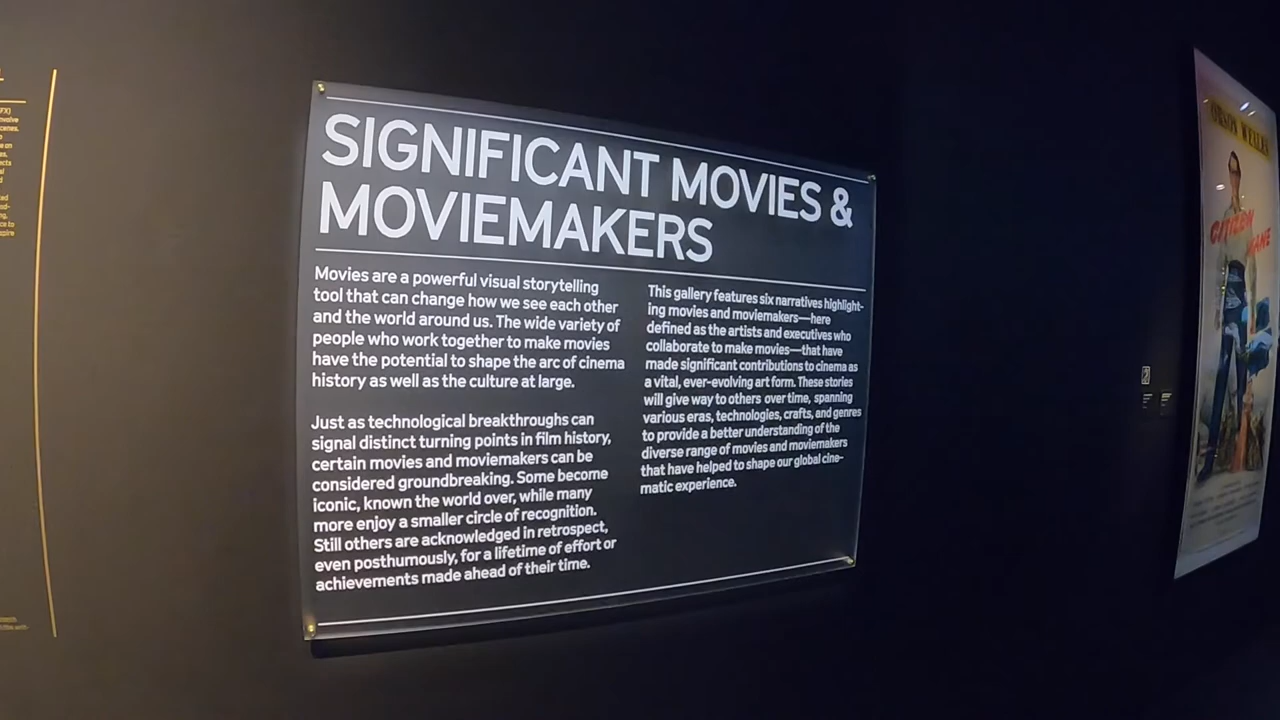 SIGNIFICANT MOVIES &
MOVIEMAKERS
Movies are a powerful visual storytelling
tool that can change how we see each other
and the world around us. The wide variety of
people who work together to make movies
have the potential to shape the arc of cinema
history as well as the culture at large.
Just as technological breakthroughs can
signal distinct turning points in film history,
certain movies and moviemakers can be
considered groundbreaking. Some become
iconic, known the world over, while many
more enjoy a smaller circle of recognition.
Still others are acknowledged in retrospect,
even posthumously, for a lifetime of effort or
achievements made ahead of their time.
This gallery features six narratives highlight-
ing movies and moviemakers—here
defined as the artists and executives who
collaborate to make movies—that have
made significant contributions to cinema as
a vital, ever-evolving art form. These stories
will give way to others over time, spanning
various eras, technologies, crafts, and genres
to provide a better understanding of the
diverse range of movies and moviemakers
that have helped to shape our global cine-
matic experience.
ORSON WELLES
CITIZEN
KANE